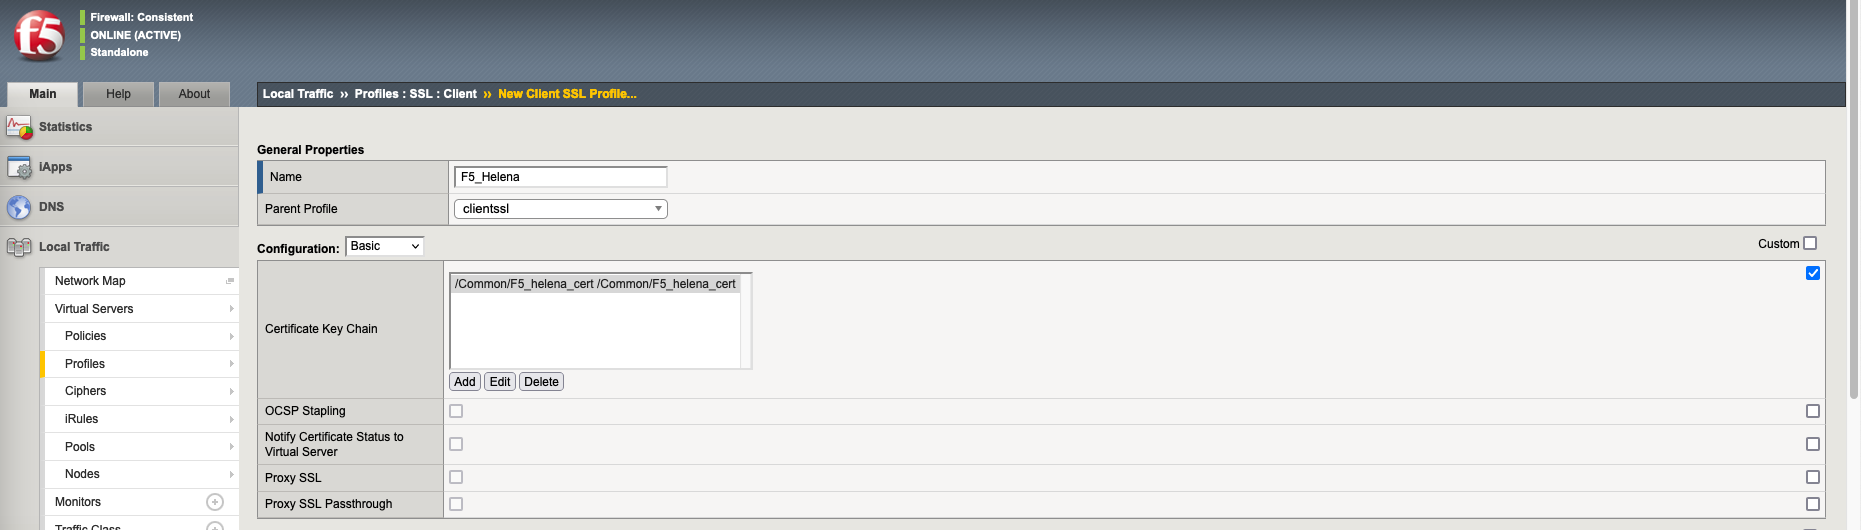 f5
Firewall: Consistent
ONLINE (ACTIVE)
Standalone
Main
Help
About
Local Traffic ›› Profiles : SSL : Client ›› New Client SSL Profile...
Statistics
iApps
DNS
Local Traffic
Network Map
Virtual Servers
Policies
Profiles
Ciphers
iRules
Pools
Nodes
Monitors
Traffic Class
General Properties
Name
F5_Helena
Parent Profile
clientssl
Configuration: Basic
Custom
Certificate Key Chain
/Common/F5_helena_cert /Common/F5_helena_cert
Add Edit Delete
OCSP Stapling
Notify Certificate Status to
Virtual Server
Proxy SSL
Proxy SSL Passthrough